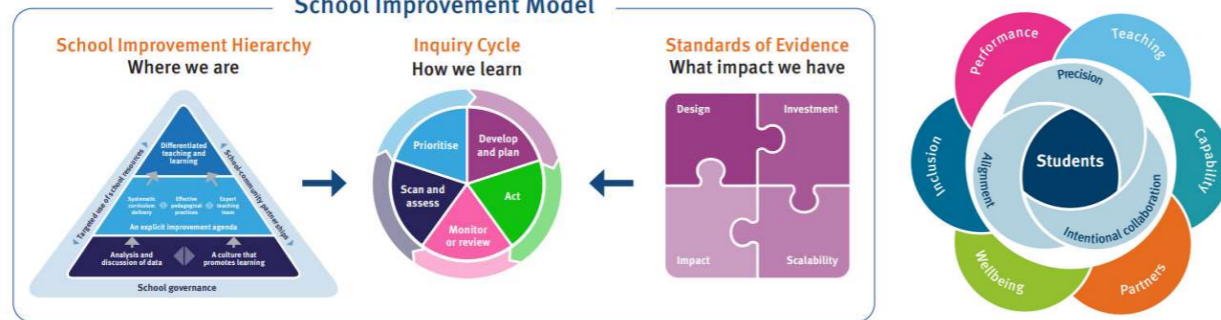 School Improvement Model
School Improvement Hierarchy
Where we are
Differentiated
teaching and
learning
Systematic
curriculum
delivery
Effective
pedagogical
practices
Expert
teaching
team
An explicit improvement agenda
Analysis and
discussion of data
A culture that
promotes learning
School governance
Targeted use of school resources
School-community partnerships
Inquiry Cycle
How we learn
Prioritise
Develop
and plan
Scan and
assess
Act
Monitor
or review
Standards of Evidence
What impact we have
Design
Investment
Impact
Scalability
Performance
Teaching
Precision
Inclusion
Alignment
Students
Capability
Intentional collaboration
Wellbeing
Partners